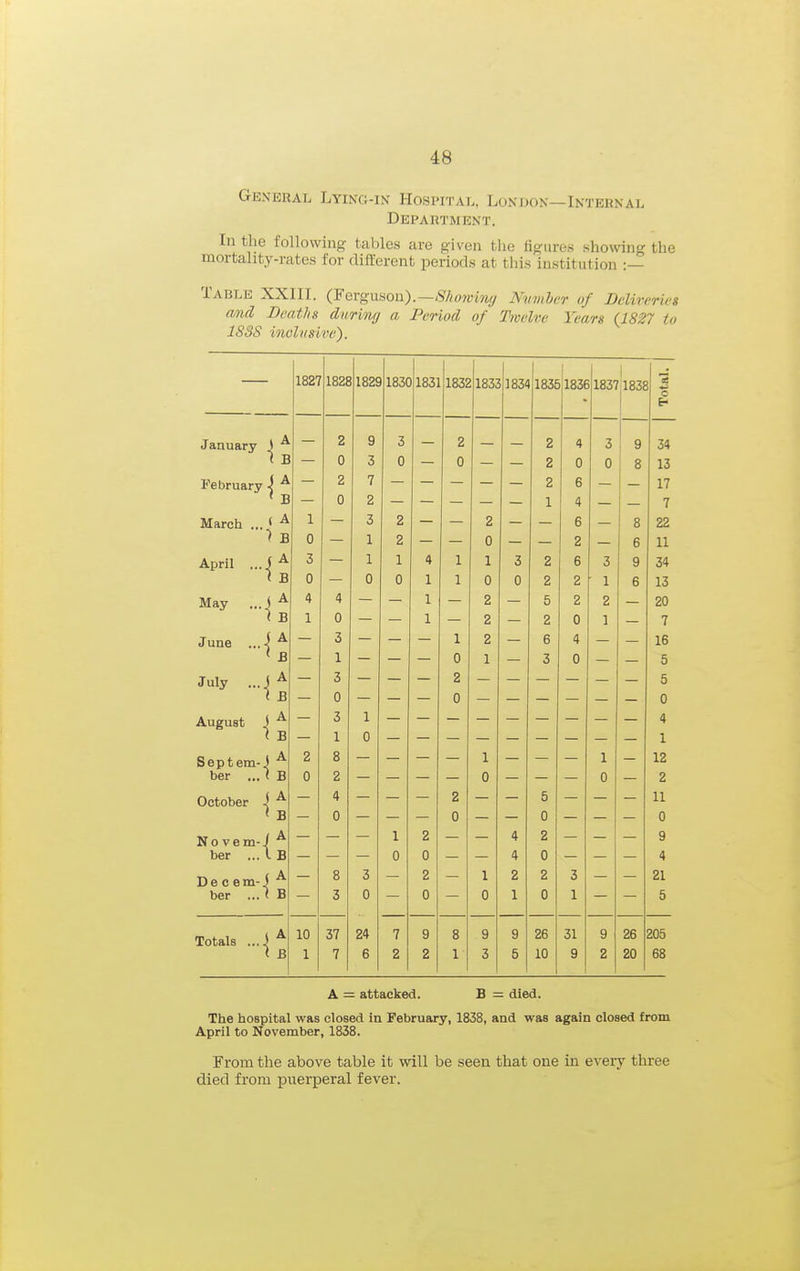 48
GENERAL LYING-IN HOSPITAL, LONDON—INTERNAL
DEPARTMENT.
In the following tables are given the figures showing the
mortality-rates for different periods at this institution :—
TABLE XXIII. (Ferguson).—Showing Number of Deliveries
and Deaths during a Period of Twelve Years (1827 to
1838 inclusive).
— 1827 1828 1829 1830 1831 1832 1833 1834 1835 1836 1837 1838 Total.
January { A — 2 9 3 — 2 — — 2 4 3 9 34
{ B — 0 3 0 — 0 — — 2 0 0 8 13
February { A — 2 7 — — — — — 2 6 — — 17
{ B — 0 2 — — — — — 1 4 — — 7
March ... { A 1 — 3 2 — — 2 — — 6 — 8 22
{ B 0 — 1 2 — — 0 — — 2 — 6 11
April ... { A 3 — 1 1 4 1 1 3 2 6 3 9 34
{ B 0 — 0 0 1 1 0 0 2 2 1 6 13
May ... { A 4 4 — — 1 — 2 — 5 2 2 — 20
{ B 1 0 — — 1 — 2 — 2 0 1 — 7
June ... { A — 3 — — — 1 2 — 6 4 — — 16
{ B — 1 — — — 0 1 — 3 0 — — 5
July ... { A — 3 — — — 2 — — — — — — 5
{ B — 0 — — — 0 — — — — — — 0
August { A — 3 1 — — — — — — — — — 4
{ B — 1 0 — — — — — — — — — 1
Septem- { A 2 8 — — — — 1 — — — 1 — 12
ber ... { B 0 2 — — — — 0 — — — 0 — 2
October { A — 4 — — — 2 — — 5 — — — 11
{ B — 0 — — — 0 — — 0 — — — 0
Novem- { A — — — 1 2 — — 4 2 — — — 9
ber ... { B — — — 0 0 — — 4 0 — — — 4
Decem- { A — 8 3 — 2 — 1 2 2 3 — — 21
ber ... { B — 3 0 — 0 — 0 1 0 1 — — 5
Totals ... { A 10 37 24 7 9 8 9 9 26 31 9 26 205
{ B 1 7 6 2 2 1 3 5 10 9 2 20 68
A = attacked. B = died.
The hospital was closed in February, 1838, and was again closed from
April to November, 1838.
From the above table it will be seen that one in every three
died from puerperal fever.